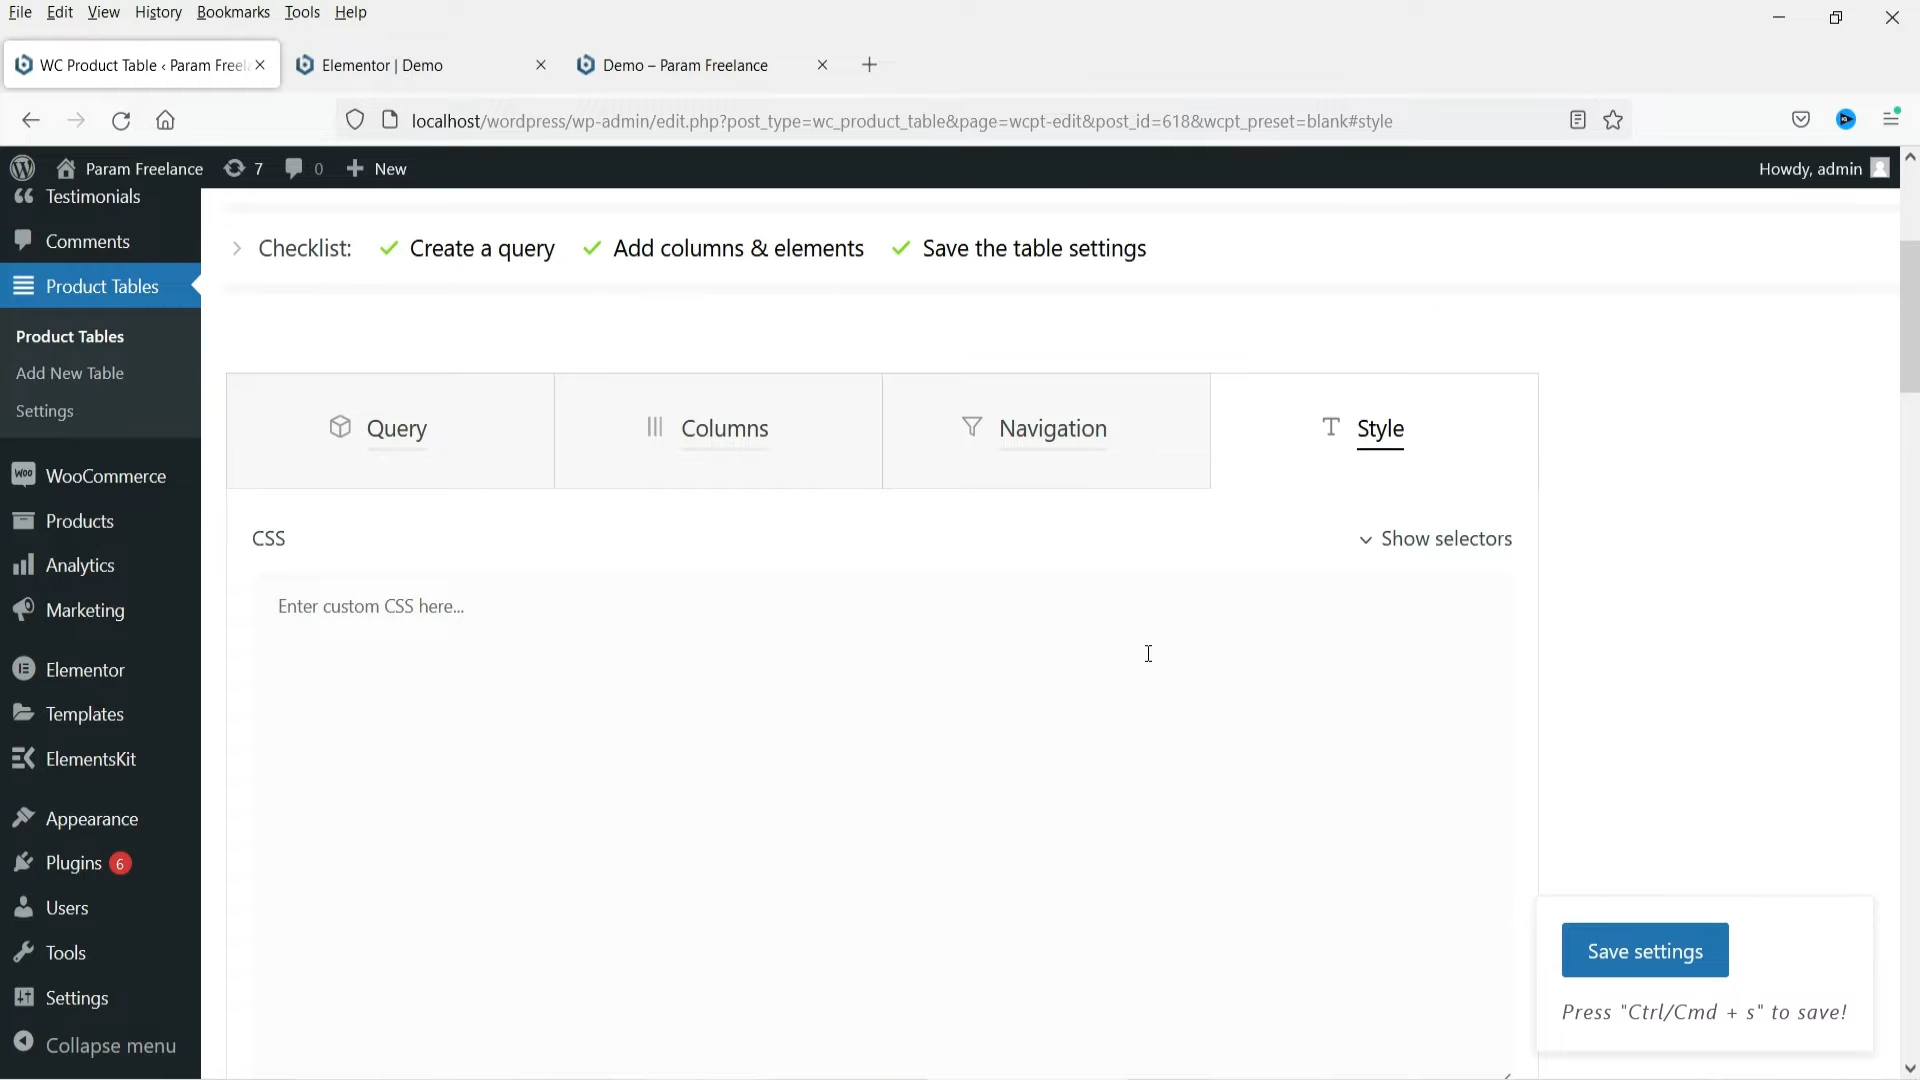 File Edit View History Bookmarks Tools Help
WC Product Table ‹ Param Freel
Elementor | Demo
Demo – Param Freelance
localhost/wordpress/wp-admin/edit.php?post_type=wc_product_table&page=wcpt-edit&post_id=618&wcpt_preset=blank#style
Param Freelance 7 0 New
Howdy, admin
Testimonials
Comments
Product Tables
Product Tables
Add New Table
Settings
WooCommerce
Products
Analytics
Marketing
Elementor
Templates
ElementsKit
Appearance
Plugins 6
Users
Tools
Settings
Collapse menu
Checklist: Create a query Add columns & elements Save the table settings
Query
Columns
Navigation
Style
CSS
Show selectors
Enter custom CSS here...
Save settings
Press "Ctrl/Cmd + s" to save!